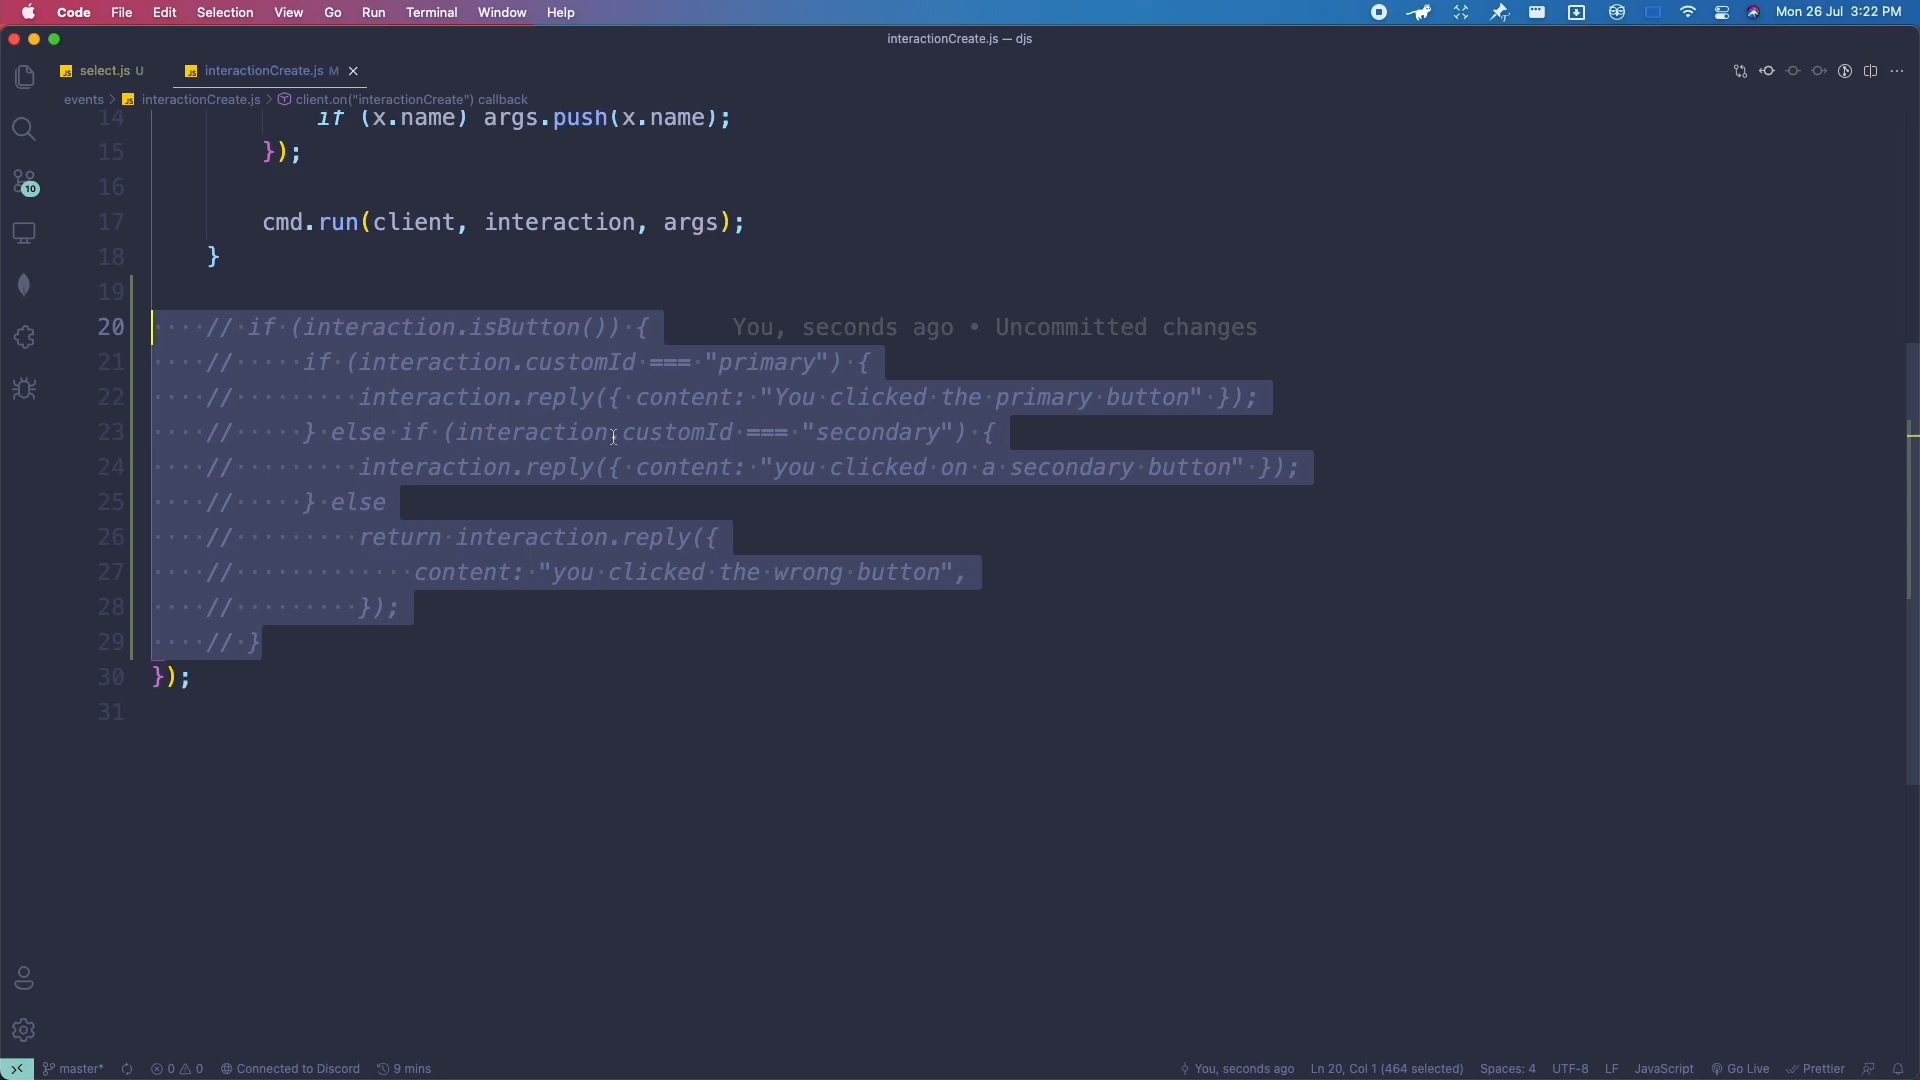 Code File Edit Selection View Go Run Terminal Window Help Mon 26 Jul 3:22 PM
interactionCreate.js — djs
JS select.js U JS interactionCreate.js M
events > JS interactionCreate.js > client.on("interactionCreate") callback
14 if (x.name) args.push(x.name);
15 });
16
17 cmd.run(client, interaction, args);
18 }
19
20 // if (interaction.isButton()) { You, seconds ago • Uncommitted changes
21 // if (interaction.customId === "primary") {
22 // interaction.reply({ content: "You clicked the primary button" });
23 // } else if (interaction.customId === "secondary") {
24 // interaction.reply({ content: "you clicked on a secondary button" });
25 // } else
26 // return interaction.reply({
27 // content: "you clicked the wrong button",
28 // });
29 // }
30 });
31
10
master* 0 0 Connected to Discord 9 mins You, seconds ago Ln 20, Col 1 (464 selected) Spaces: 4 UTF-8 LF JavaScript Go Live Prettier